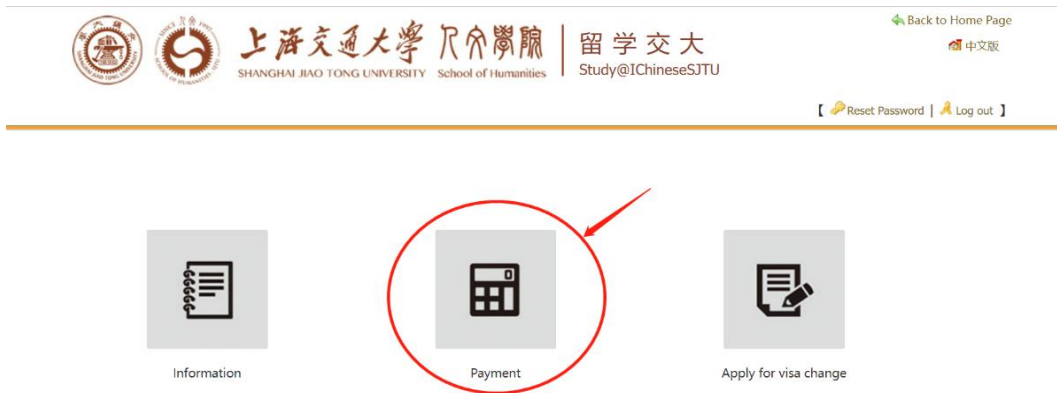 上海交通大學 人文學院
SHANGHAI JIAO TONG UNIVERSITY School of Humanities
留学交大
Study@IChineseSJTU
Back to Home Page
中文版
【 Reset Password | Log out 】
Information
Payment
Apply for visa change